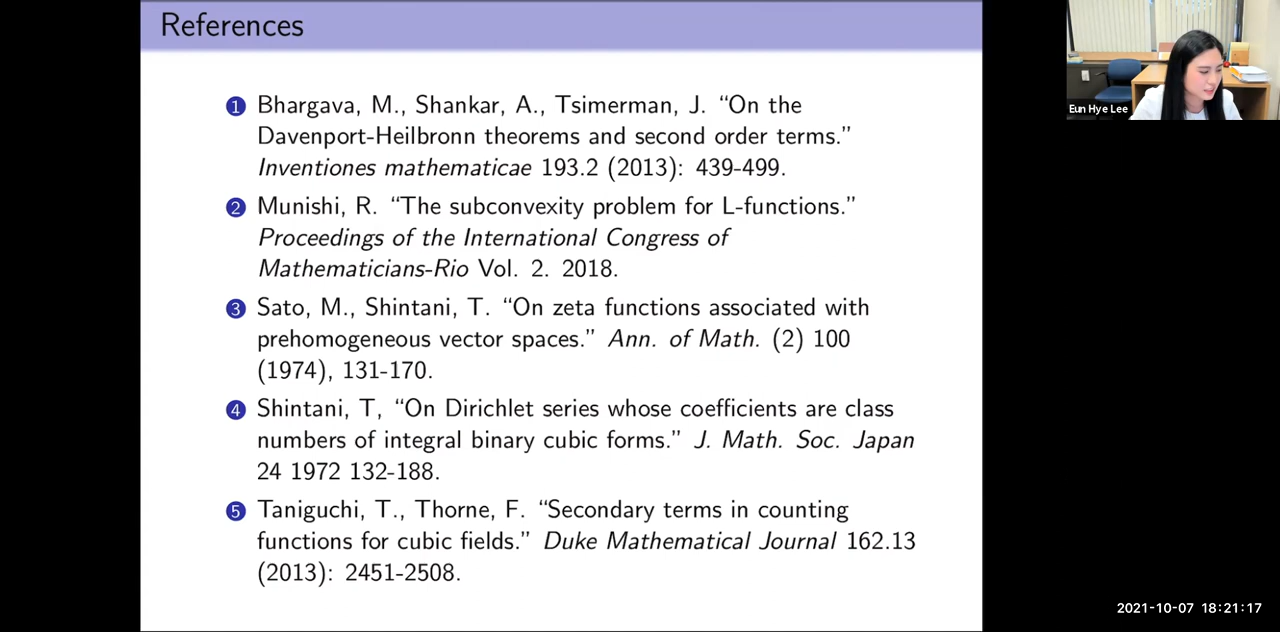 References
1 Bhargava, M., Shankar, A., Tsimerman, J. “On the
Davenport-Heilbronn theorems and second order terms.”
Inventiones mathematicae 193.2 (2013): 439-499.
2 Munishi, R. “The subconvexity problem for L-functions.”
Proceedings of the International Congress of
Mathematicians-Rio Vol. 2. 2018.
3 Sato, M., Shintani, T. “On zeta functions associated with
prehomogeneous vector spaces.” Ann. of Math. (2) 100
(1974), 131-170.
4 Shintani, T, “On Dirichlet series whose coefficients are class
numbers of integral binary cubic forms.” J. Math. Soc. Japan
24 1972 132-188.
5 Taniguchi, T., Thorne, F. “Secondary terms in counting
functions for cubic fields.” Duke Mathematical Journal 162.13
(2013): 2451-2508.
Eun Hye Lee
2021-10-07 18:21:17